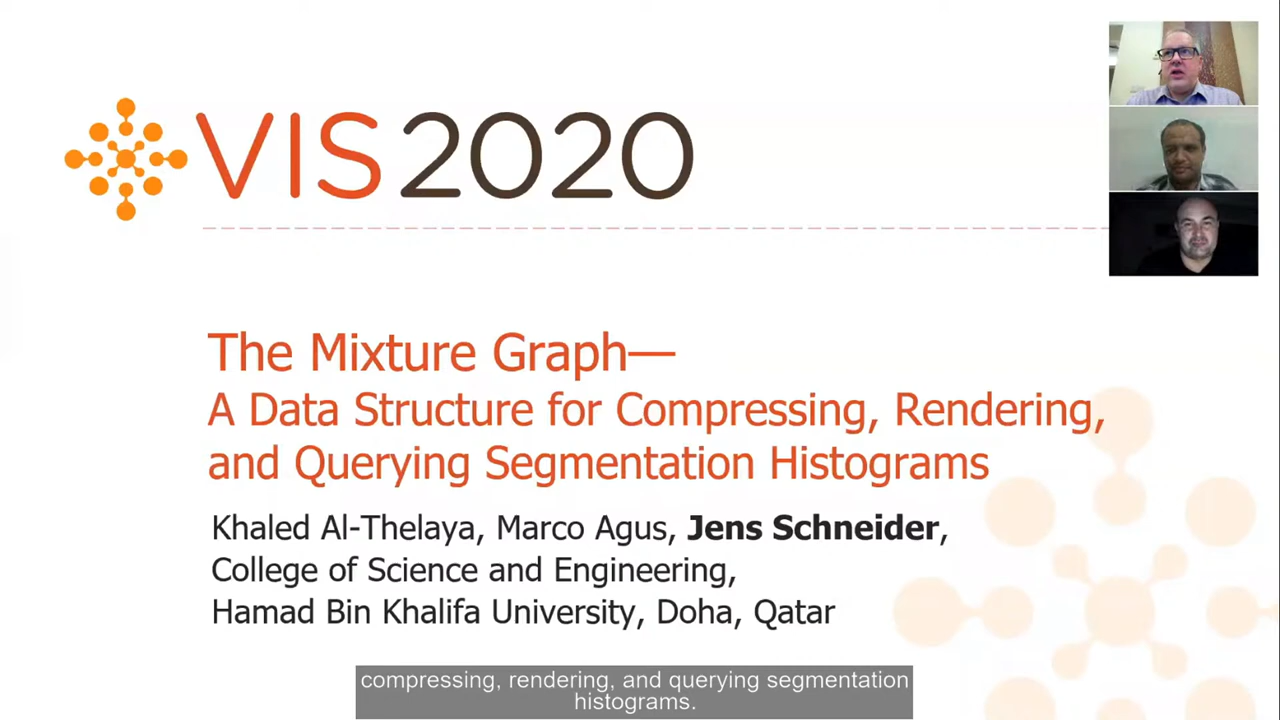 VIS2020
The Mixture Graph—
A Data Structure for Compressing, Rendering,
and Querying Segmentation Histograms
Khaled Al-Thelaya, Marco Agus, Jens Schneider,
College of Science and Engineering,
Hamad Bin Khalifa University, Doha, Qatar
compressing, rendering, and querying segmentation
histograms.